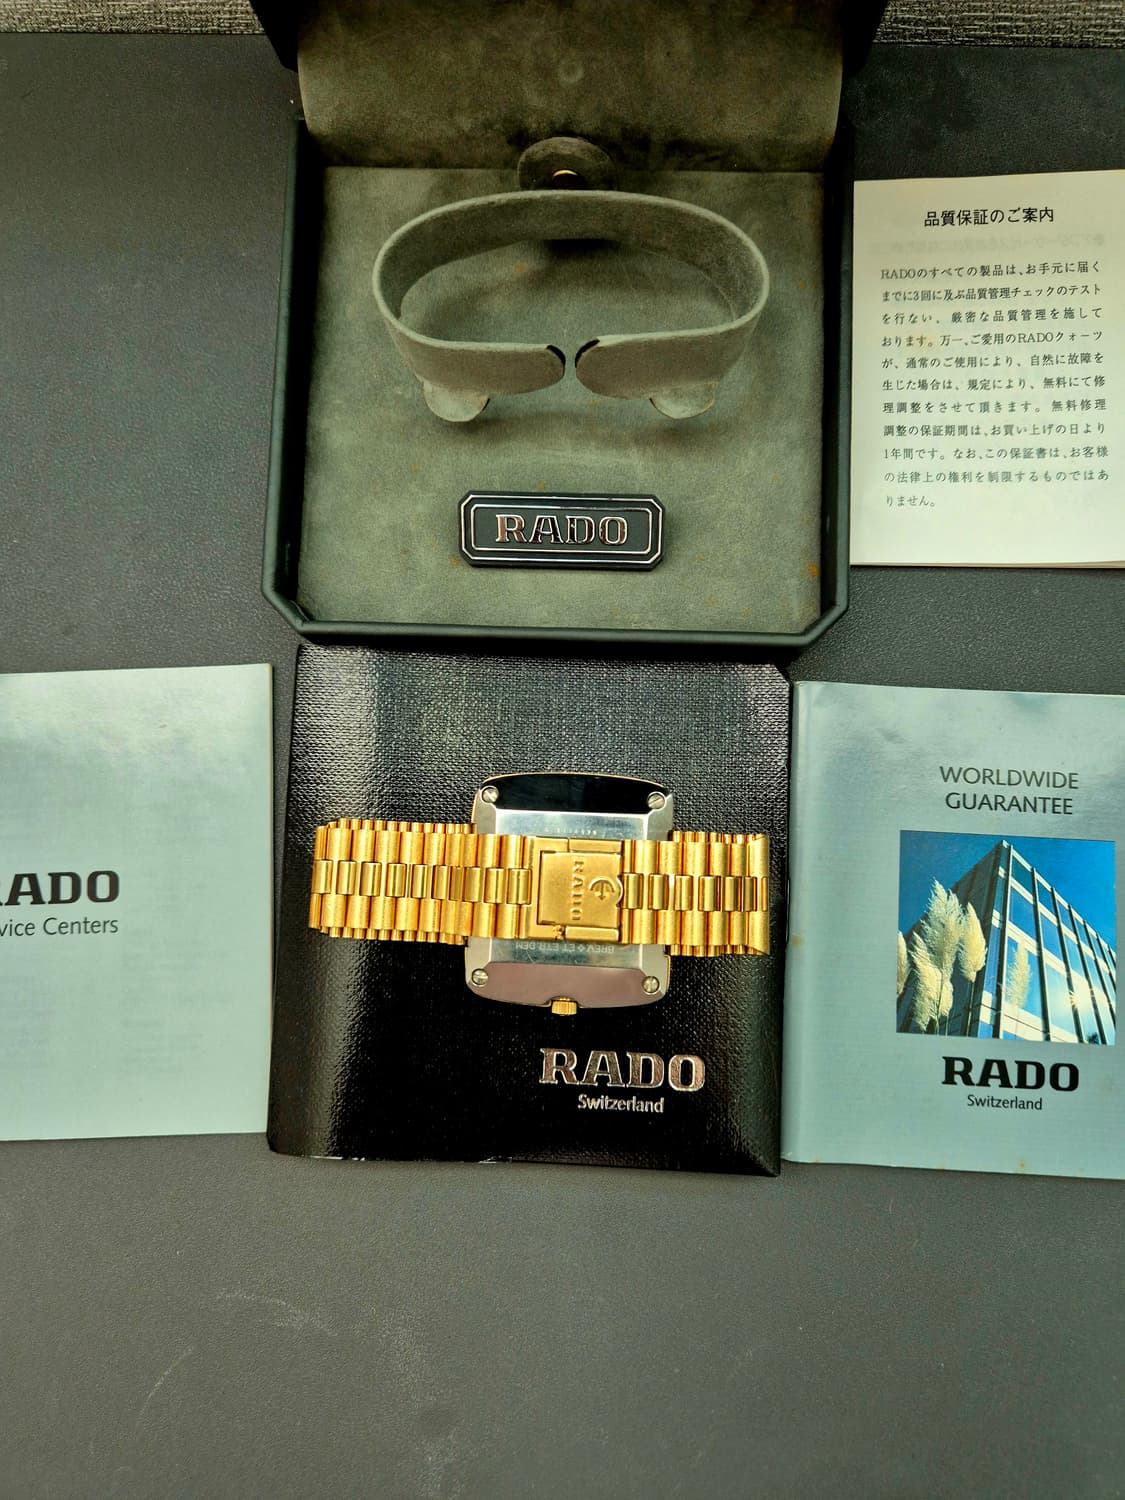 品質保証のご案内
RADOのすべての製品は、お手元に届く
までに3回に及ぶ品質管理チェックのテスト
を行ない、厳密な品質管理を施して
おります。万一、ご愛用のRADOクォーツ
が、通常のご使用により、自然に故障を
生じた場合は、規定により、無料にて修
理調整をさせて頂きます。無料修理
調整の保証期間は、お買い上げの日より
1年間です。なお、この保証書は、お客様
の法律上の権利を制限するものではあ
りません。
RADO
RADO
vice Centers
RADO
BREV ET ETR DEM
RADO
Switzerland
WORLDWIDE
GUARANTEE
RADO
Switzerland